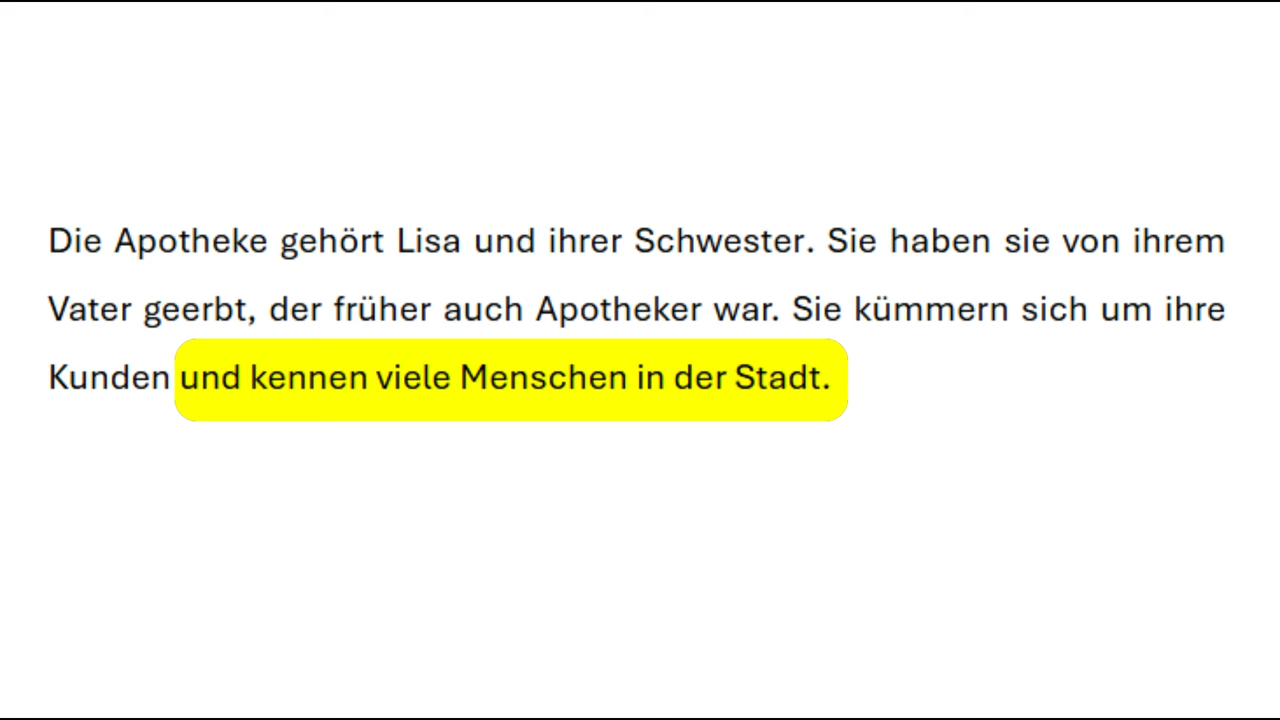 Die Apotheke gehört Lisa und ihrer Schwester. Sie haben sie von ihrem
Vater geerbt, der früher auch Apotheker war. Sie kümmern sich um ihre
Kunden und kennen viele Menschen in der Stadt.